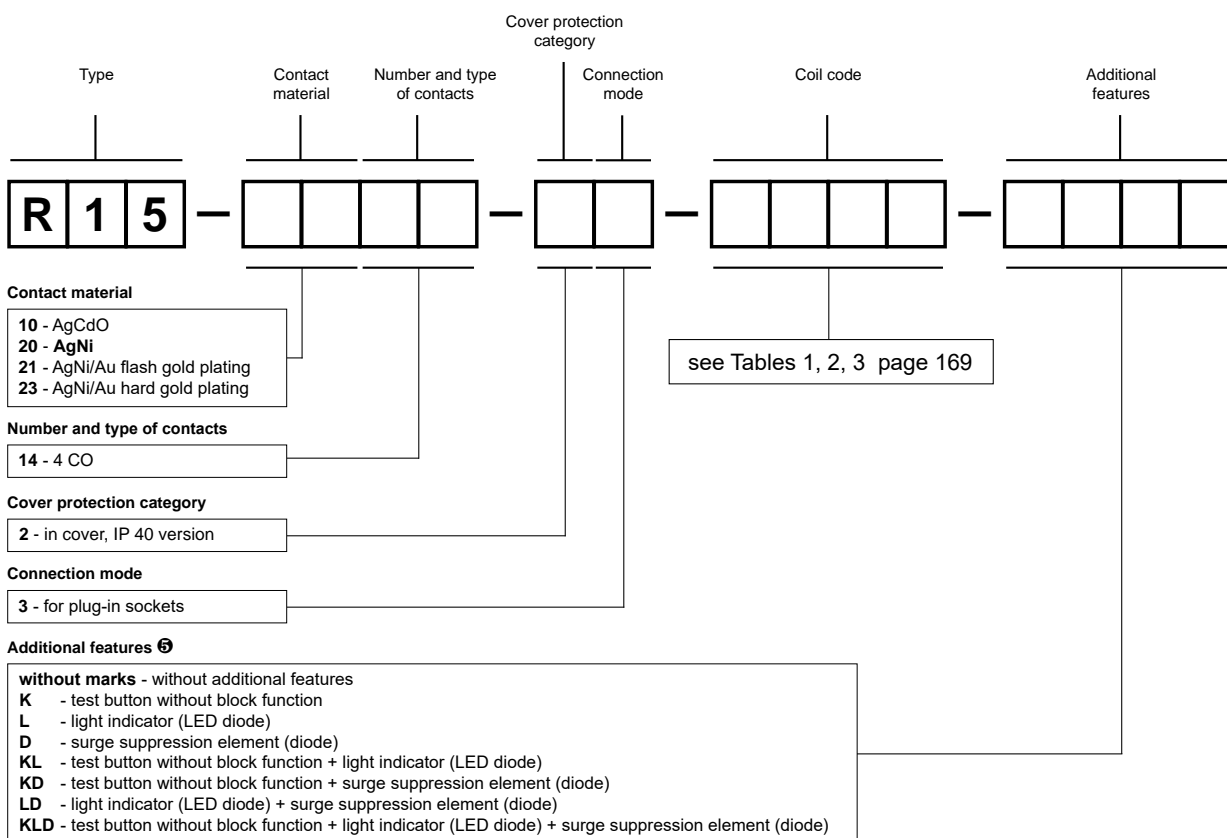 Cover protection
category
Type
Contact
material
Number and type
of contacts
Connection
mode
Coil code
Additional
features
R 1 5 – – – –
Contact material
10 - AgCdO
20 - AgNi
21 - AgNi/Au flash gold plating
23 - AgNi/Au hard gold plating
see Tables 1, 2, 3 page 169
Number and type of contacts
14 - 4 CO
Cover protection category
2 - in cover, IP 40 version
Connection mode
3 - for plug-in sockets
Additional features ❺
without marks - without additional features
K - test button without block function
L - light indicator (LED diode)
D - surge suppression element (diode)
KL - test button without block function + light indicator (LED diode)
KD - test button without block function + surge suppression element (diode)
LD - light indicator (LED diode) + surge suppression element (diode)
KLD - test button without block function + light indicator (LED diode) + surge suppression element (diode)